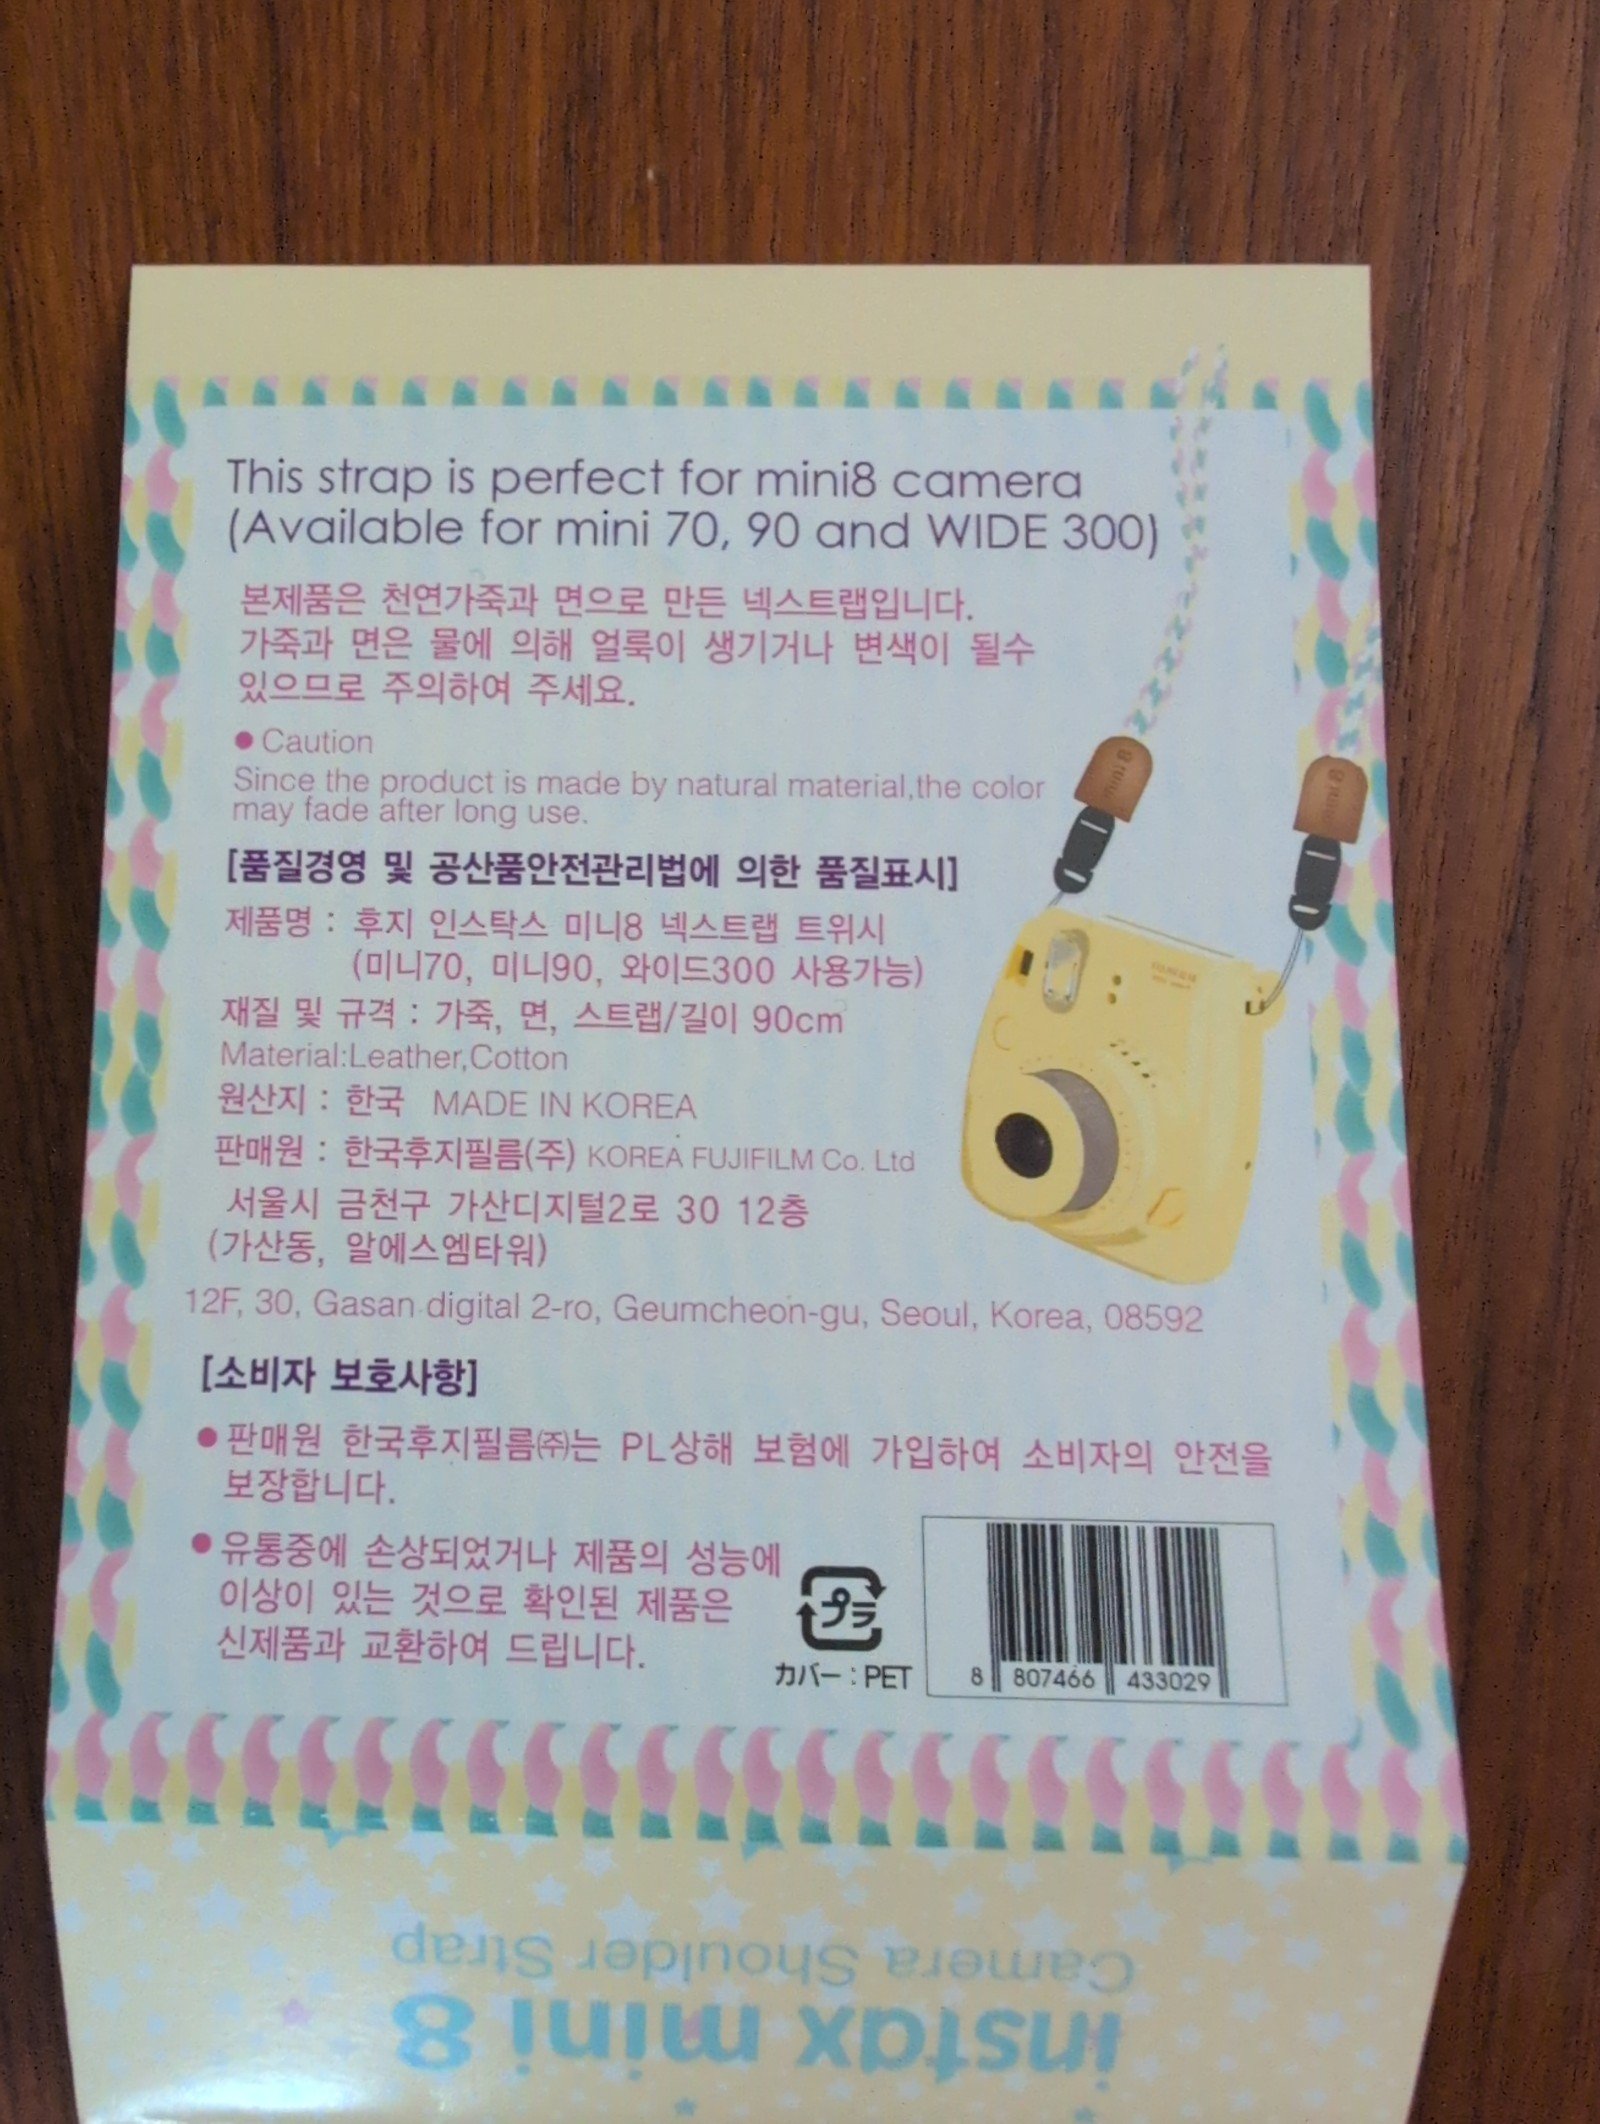 This strap is perfect for mini8 camera
(Available for mini 70, 90 and WIDE 300)
본제품은 천연가죽과 면으로 만든 넥스트랩입니다.
가죽과 면은 물에 의해 얼룩이 생기거나 변색이 될수
있으므로 주의하여 주세요.
● Caution
Since the product is made by natural material,the color
may fade after long use.
[품질경영 및 공산품안전관리법에 의한 품질표시]
제품명 : 후지 인스탁스 미니8 넥스트랩 트위시
(미니70, 미니90, 와이드300 사용가능)
재질 및 규격 : 가죽, 면, 스트랩/길이 90cm
Material:Leather,Cotton
원산지 : 한국 MADE IN KOREA
판매원 : 한국후지필름(주) KOREA FUJIFILM Co. Ltd
서울시 금천구 가산디지털2로 30 12층
(가산동, 알에스엠타워)
12F, 30, Gasan digital 2-ro, Geumcheon-gu, Seoul, Korea, 08592
[소비자 보호사항]
● 판매원 한국후지필름㈜는 PL상해 보험에 가입하여 소비자의 안전을
보장합니다.
● 유통중에 손상되었거나 제품의 성능에
이상이 있는 것으로 확인된 제품은
신제품과 교환하여 드립니다.
プラ
カバー : PET
8 807466 433029
instax mini 8
Camera Shoulder Strap